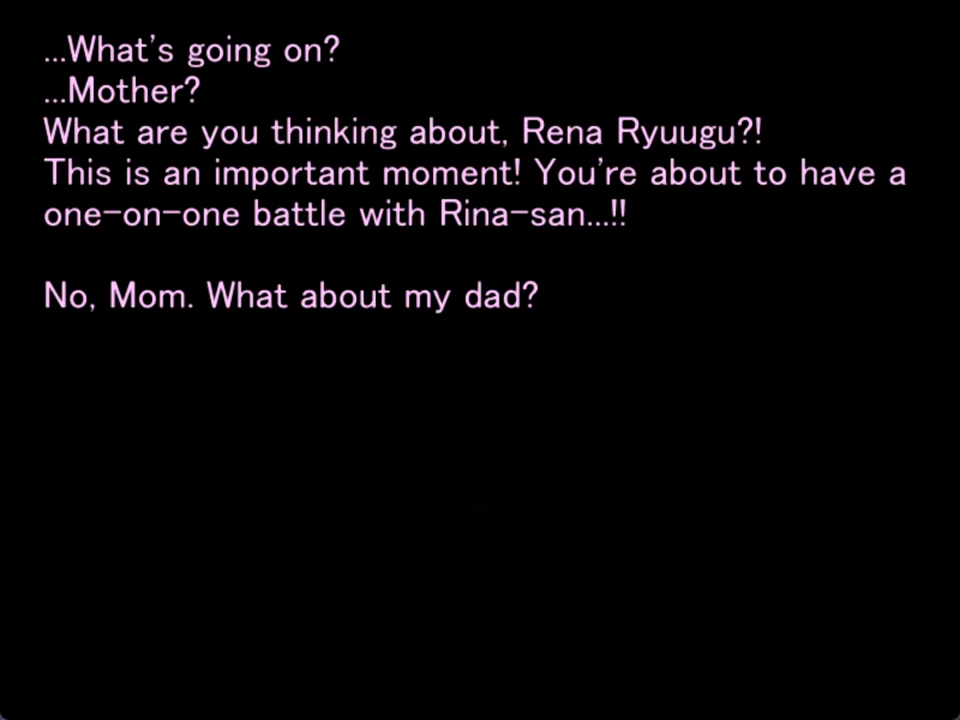 ...What's going on?
...Mother?
What are you thinking about, Rena Ryuugu?!
This is an important moment! You're about to have a
one-on-one battle with Rina-san...!!
No, Mom. What about my dad?